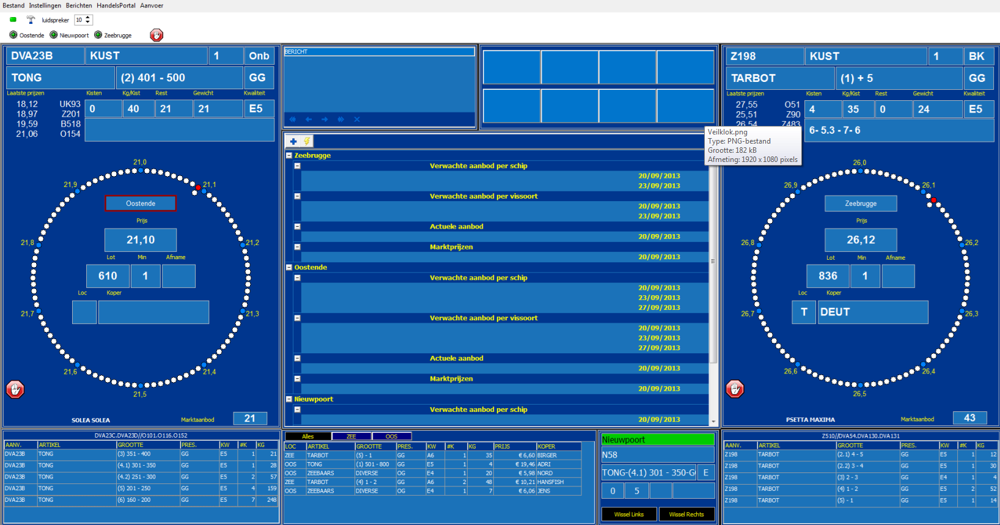 Bestand Instellingen Berichten HandelsPortal Aanvoer
luidspreker 10
Oostende Nieuwpoort Zeebrugge
DVA23B KUST 1 Onb
TONG (2) 401 - 500 GG
Laatste prijzen Kisten Kg/Kist Rest Gewicht Kwaliteit
18,12 UK93 0 40 21 21 E5
18,97 Z201
19,59 B518
21,06 O154
21,0
21,1
21,2
21,3
21,4
21,5
21,6
21,7
21,8
21,9
Oostende
Prijs
21,10
Lot Min Afname
610 1
Loc Koper
SOLEA SOLEA Marktaanbod 21
BERICHT
Zeebrugge
Verwachte aanbod per schip
20/09/2013
23/09/2013
Verwachte aanbod per vissoort
20/09/2013
23/09/2013
Actuele aanbod
20/09/2013
Marktprijzen
20/09/2013
Oostende
Verwachte aanbod per schip
20/09/2013
23/09/2013
27/09/2013
Verwachte aanbod per vissoort
20/09/2013
23/09/2013
27/09/2013
Actuele aanbod
20/09/2013
Marktprijzen
20/09/2013
Nieuwpoort
Verwachte aanbod per schip
20/09/2013
Z198 KUST 1 BK
TARBOT (1) + 5 GG
Laatste prijzen Kisten Kg/Kist Rest Gewicht Kwaliteit
27,55 O51 4 35 0 24 E5
25,51 Z90
26,54 Z483
6- 5.3 - 7- 6
Veilklok.png
Type: PNG-bestand
Grootte: 182 kB
Afmeting: 1920 x 1080 pixels
26,0
26,1
26,2
26,3
26,4
26,5
26,6
26,7
26,8
26,9
Zeebrugge
Prijs
26,12
Lot Min Afname
836 1
Loc Koper
T DEUT
PSETTA MAXIMA Marktaanbod 43
DVA23C.DVA23D//O101.O116.O152
AANV. ARTIKEL GROOTTE PRES. KW #K KG
DVA23B TONG (3) 351 - 400 GG E5 1 21
DVA23B TONG (4.1) 301 - 350 GG E5 1 28
DVA23B TONG (4.2) 251 - 300 GG E5 2 57
DVA23B TONG (5) 201 - 250 GG E5 4 159
DVA23B TONG (6) 160 - 200 GG E5 7 248
Alles ZEE OOS
LOC ARTIKEL GROOTTE PRES. KW #K KG PRIJS KOPER
ZEE TARBOT (5) - 1 GG A6 1 35 € 6,60 BIRGER
OOS TONG (1) 501 - 800 GG E5 1 4 € 19,46 ADRI
OOS ZEEBAARS DIVERSE OG E4 1 20 € 5,98 NORD
ZEE TARBOT (4) 1 - 2 GG A6 2 48 € 10,21 HANSFISH
OOS ZEEBAARS DIVERSE OG E4 1 7 € 6,06 JENS
Nieuwpoort
N58
TONG-(4.1) 301 - 350-G E
0 5
Wissel Links Wissel Rechts
Z510//DVA54.DVA130.DVA131
AANV. ARTIKEL GROOTTE PRES. KW #K KG
Z198 TARBOT (2.1) 4 - 5 GG E5 1 12
Z198 TARBOT (2.2) 3 - 4 GG E5 1 30
Z198 TARBOT (3) 2 - 3 GG E4 1 4
Z198 TARBOT (4) 1 - 2 GG E5 2 52
Z198 TARBOT (5) - 1 GG E5 1 14